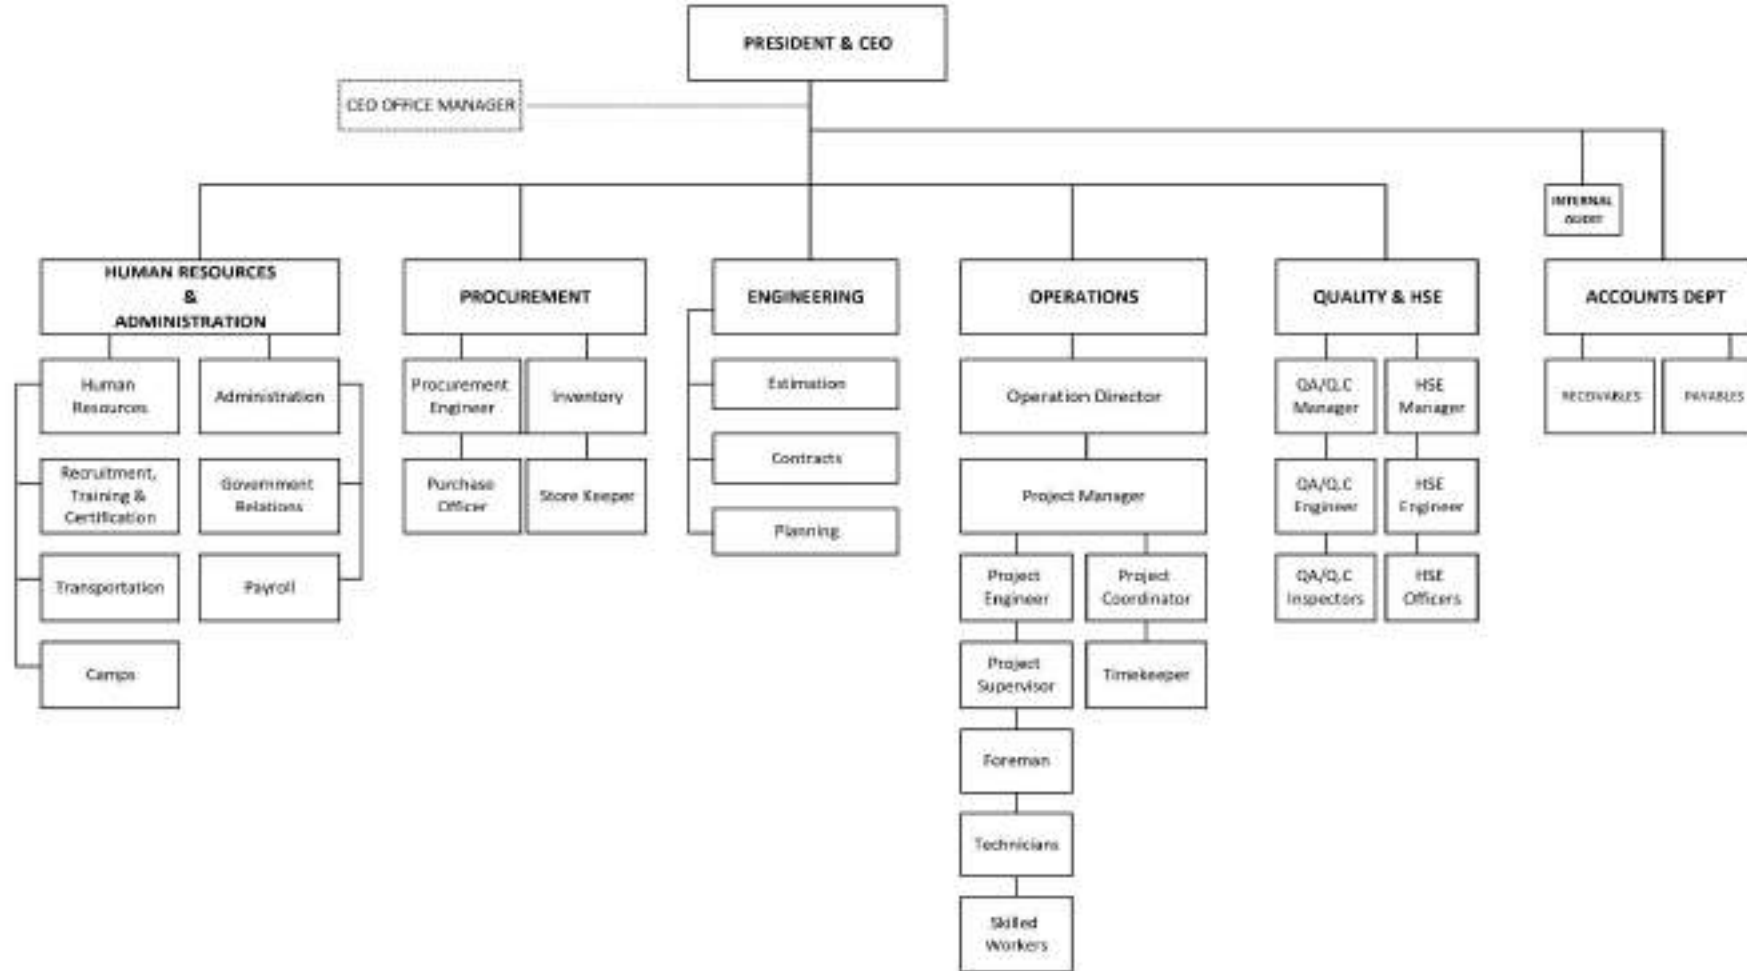 PRESIDENT & CEO
CEO OFFICE MANAGER
INTERNAL
AUDIT
HUMAN RESOURCES
&
ADMINISTRATION
PROCUREMENT
ENGINEERING
OPERATIONS
QUALITY & HSE
ACCOUNTS DEPT
Human
Resources
Administration
Recruitment,
Training &
Certification
Government
Relations
Transportation
Payroll
Camps
Procurement
Engineer
Inventory
Purchase
Officer
Store Keeper
Estimation
Contracts
Planning
Operation Director
Project Manager
Project
Engineer
Project
Coordinator
Project
Supervisor
Timekeeper
Foreman
Technicians
Skilled
Workers
QA/Q.C
Manager
HSE
Manager
QA/Q.C
Engineer
HSE
Engineer
QA/Q.C
Inspectors
HSE
Officers
RECEIVABLES
PAYABLES